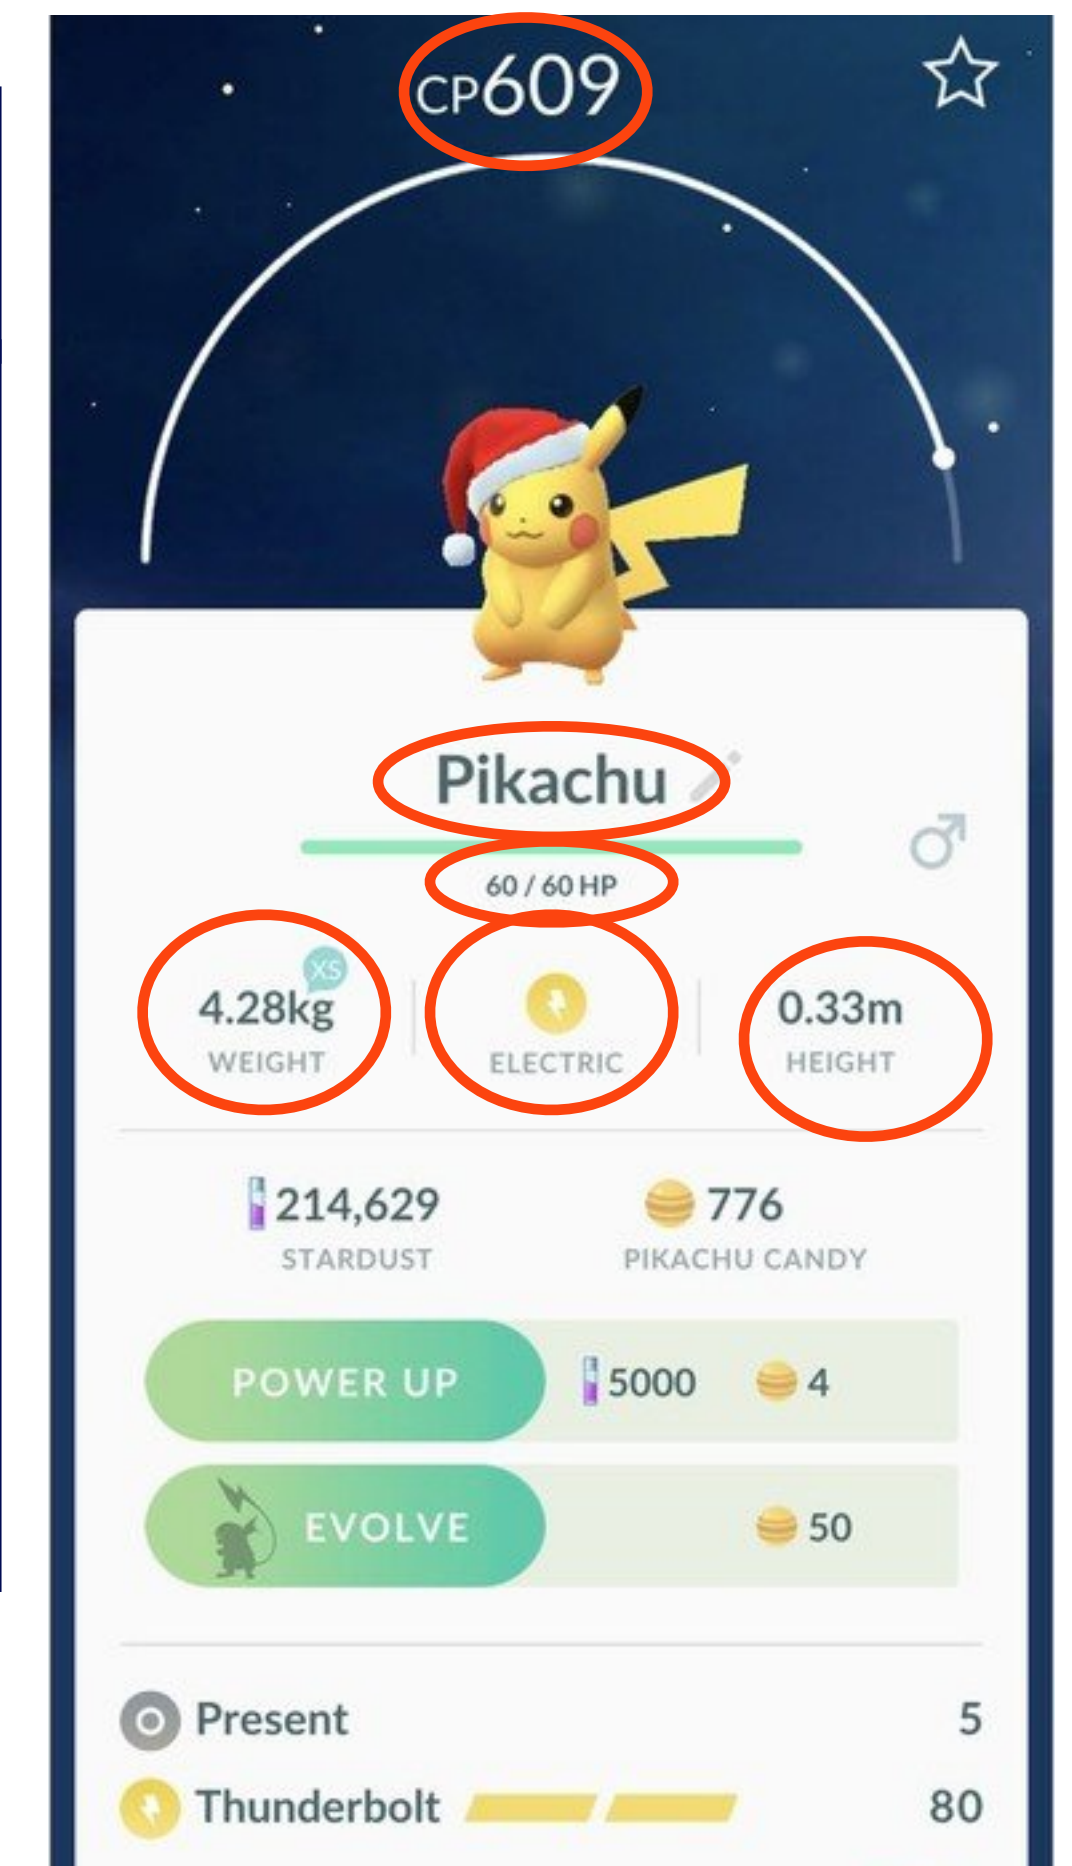 CP609
Pikachu
60 / 60 HP
XS
4.28kg
WEIGHT
ELECTRIC
0.33m
HEIGHT
214,629
STARDUST
776
PIKACHU CANDY
POWER UP 5000 4
EVOLVE 50
Present 5
Thunderbolt 80